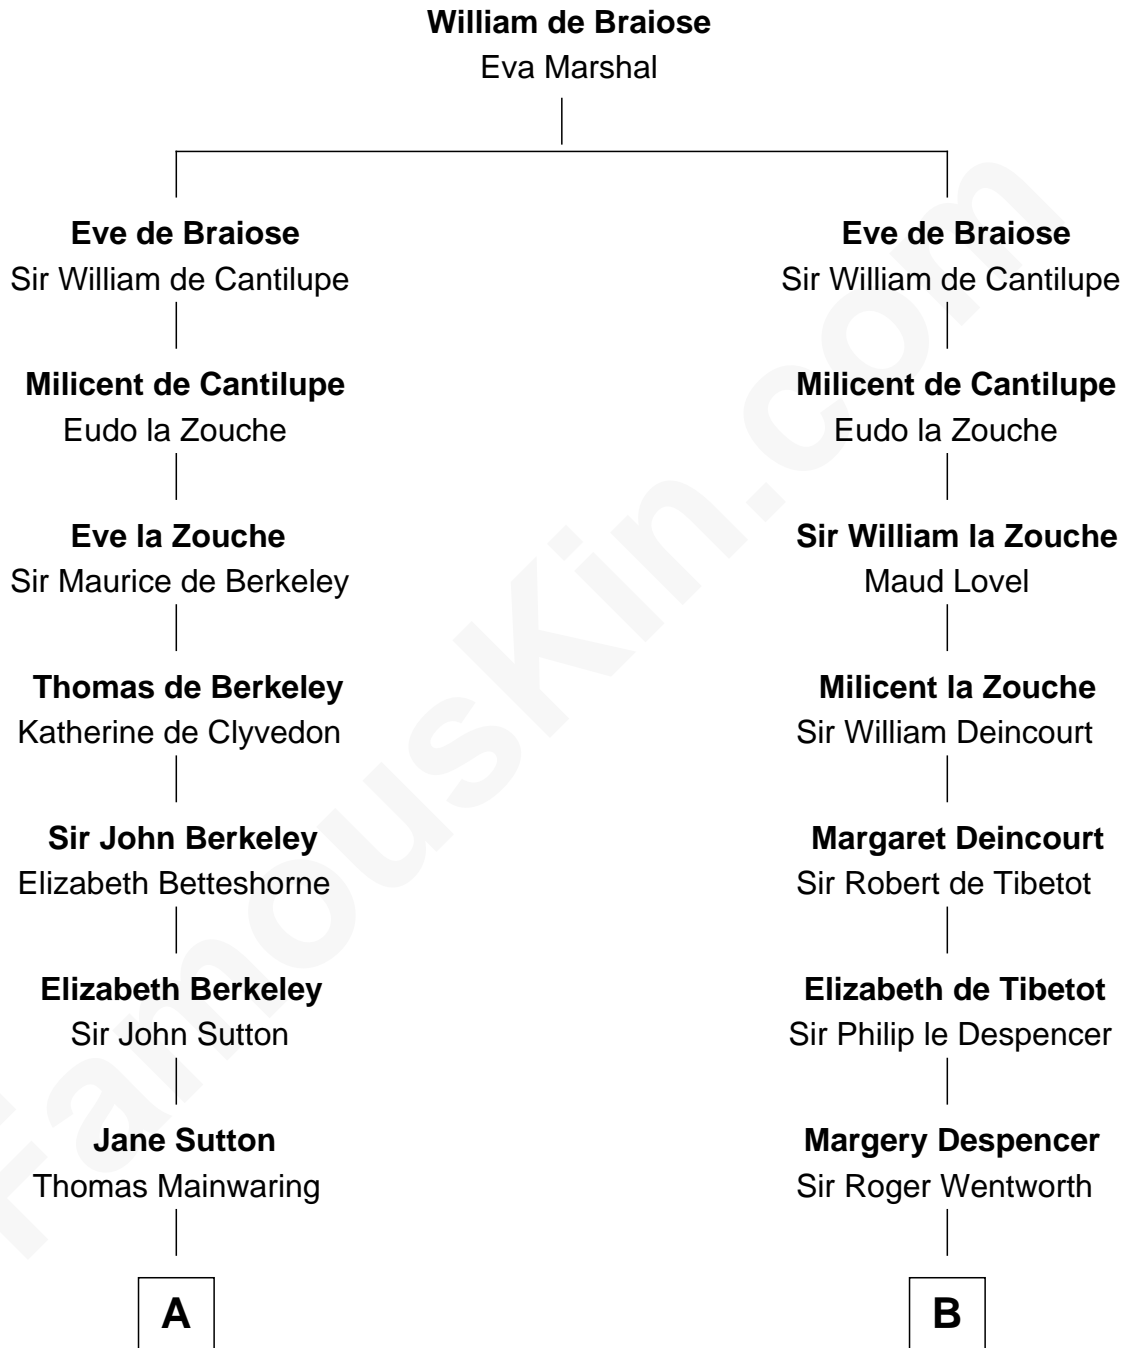 William de Braiose
Eva Marshal
Eve de Braiose
Sir William de Cantilupe
Milicent de Cantilupe
Eudo la Zouche
Eve la Zouche
Sir Maurice de Berkeley
Thomas de Berkeley
Katherine de Clyvedon
Sir John Berkeley
Elizabeth Betteshorne
Elizabeth Berkeley
Sir John Sutton
Jane Sutton
Thomas Mainwaring
A
Eve de Braiose
Sir William de Cantilupe
Milicent de Cantilupe
Eudo la Zouche
Sir William la Zouche
Maud Lovel
Milicent la Zouche
Sir William Deincourt
Margaret Deincourt
Sir Robert de Tibetot
Elizabeth de Tibetot
Sir Philip le Despencer
Margery Despencer
Sir Roger Wentworth
B
FamousKin.com